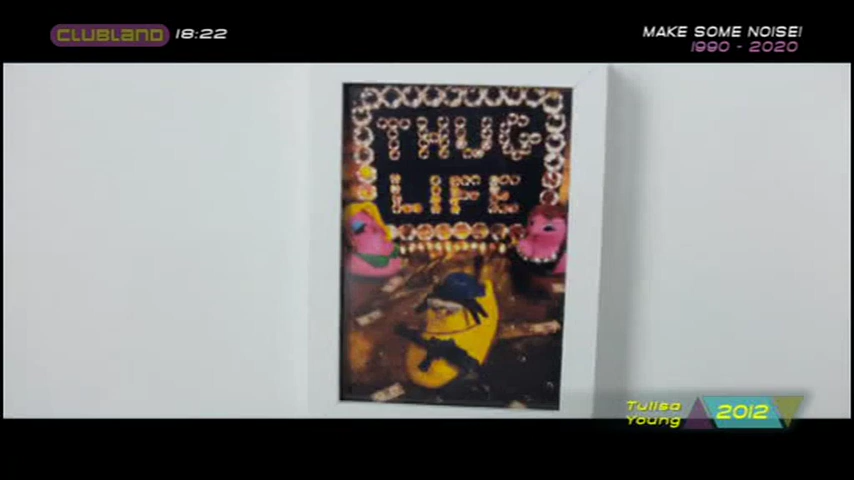 CLUBLAND 18:22
MAKE SOME NOISE!
1990 - 2020
THUG
LIFE
Tulisa
Young
2012